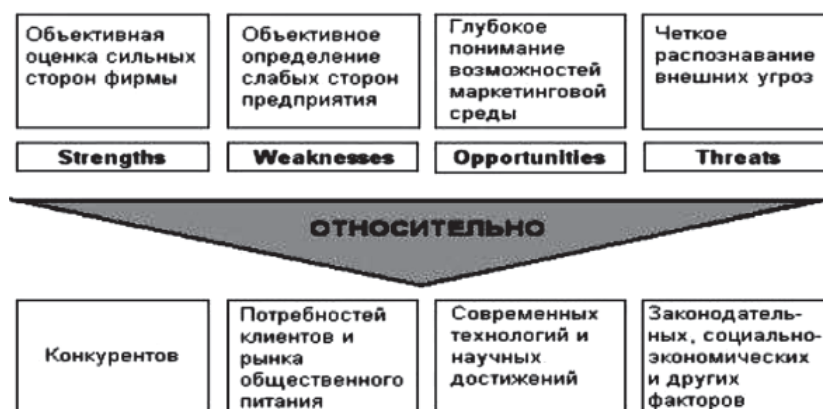 Объективная
оценка сильных
сторон фирмы
Объективное
определение
слабых сторон
предприятия
Глубокое
понимание
возможностей
маркетинговой
среды
Четкое
распознавание
внешних угроз
Strengths
Weaknesses
Opportunities
Threats
ОТНОСИТЕЛЬНО
Конкурентов
Потребностей
клиентов и
рынка
общественного
питания
Современных
технологий и
научных
достижений
Законодатель-
ных, социально-
экономических
и других
факторов